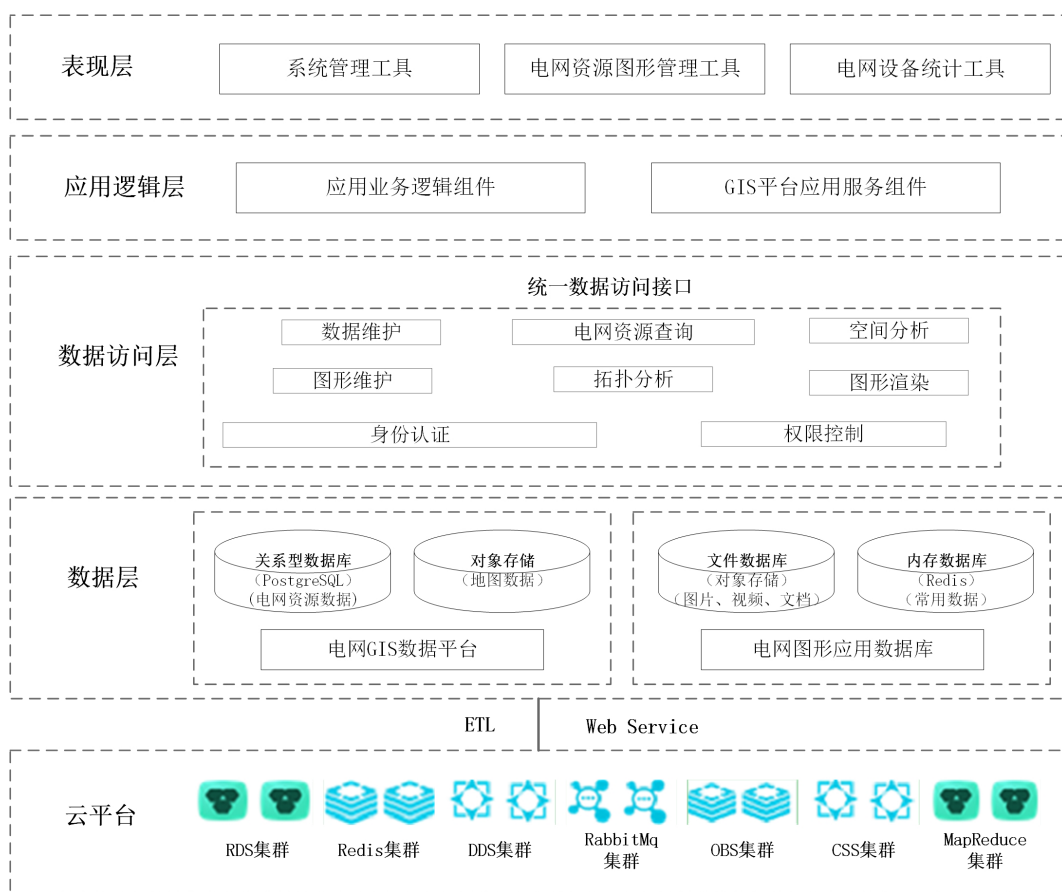 表现层
系统管理工具
电网资源图形管理工具
电网设备统计工具
应用逻辑层
应用业务逻辑组件
GIS平台应用服务组件
数据访问层
统一数据访问接口
数据维护
电网资源查询
空间分析
图形维护
拓扑分析
图形渲染
身份认证
权限控制
数据层
关系型数据库
（PostgreSQL）
(电网资源数据)
对象存储
（地图数据）
电网GIS数据平台
文件数据库
（对象存储）
（图片、视频、文档）
内存数据库
（Redis）
（常用数据）
电网图形应用数据库
ETL
Web Service
云平台
RDS集群
Redis集群
DDS集群
RabbitMq
集群
OBS集群
CSS集群
MapReduce
集群